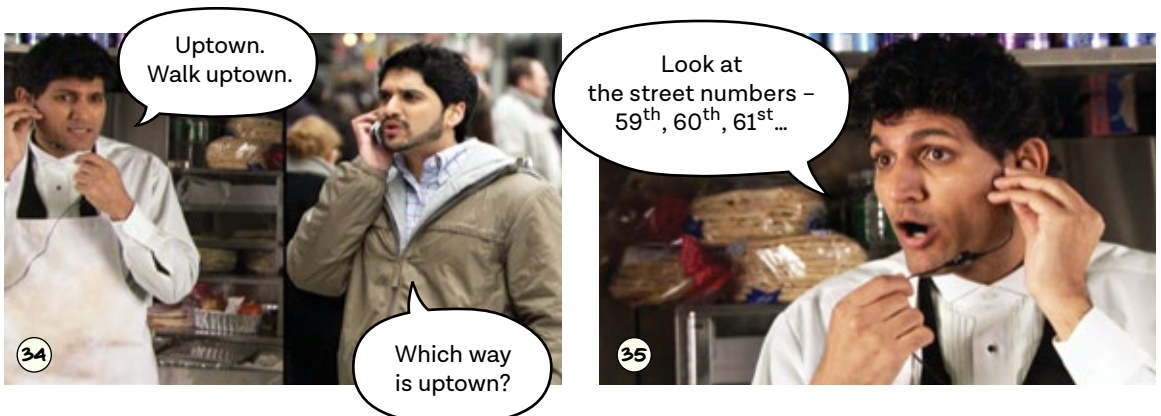 Uptown.
Walk uptown.
Which way
is uptown?
34
Look at
the street numbers –
59th, 60th, 61st...
35